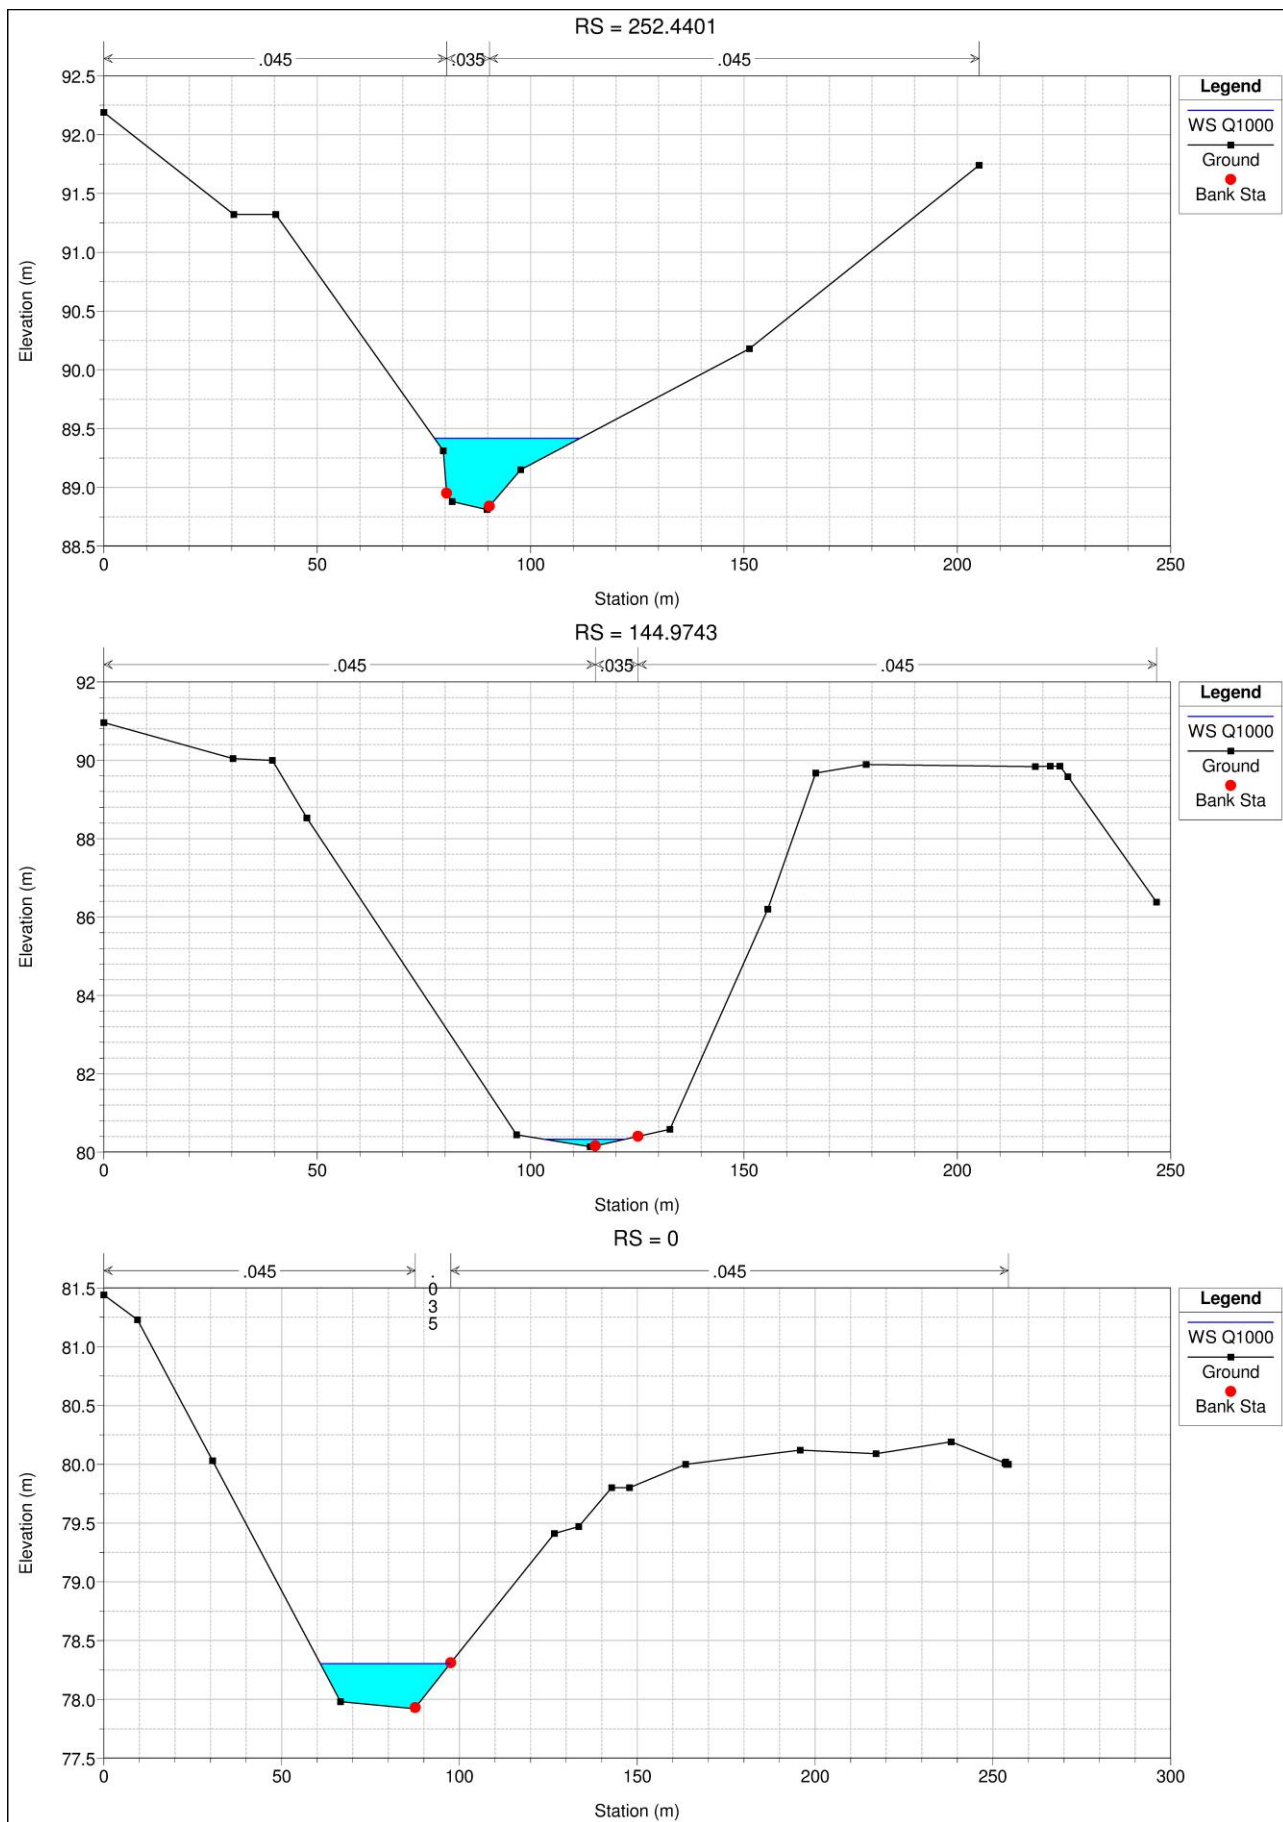 RS = 252.4401
.045
.035
.045
92.5
92.0
91.5
91.0
90.5
90.0
89.5
89.0
88.5
Elevation (m)
0 50 100 150 200 250
Station (m)
Legend
WS Q1000
Ground
Bank Sta
RS = 144.9743
.045
.035
.045
92
90
88
86
84
82
80
Elevation (m)
0 50 100 150 200 250
Station (m)
Legend
WS Q1000
Ground
Bank Sta
RS = 0
.045
.035
.045
81.5
81.0
80.5
80.0
79.5
79.0
78.5
78.0
77.5
Elevation (m)
0 50 100 150 200 250 300
Station (m)
Legend
WS Q1000
Ground
Bank Sta